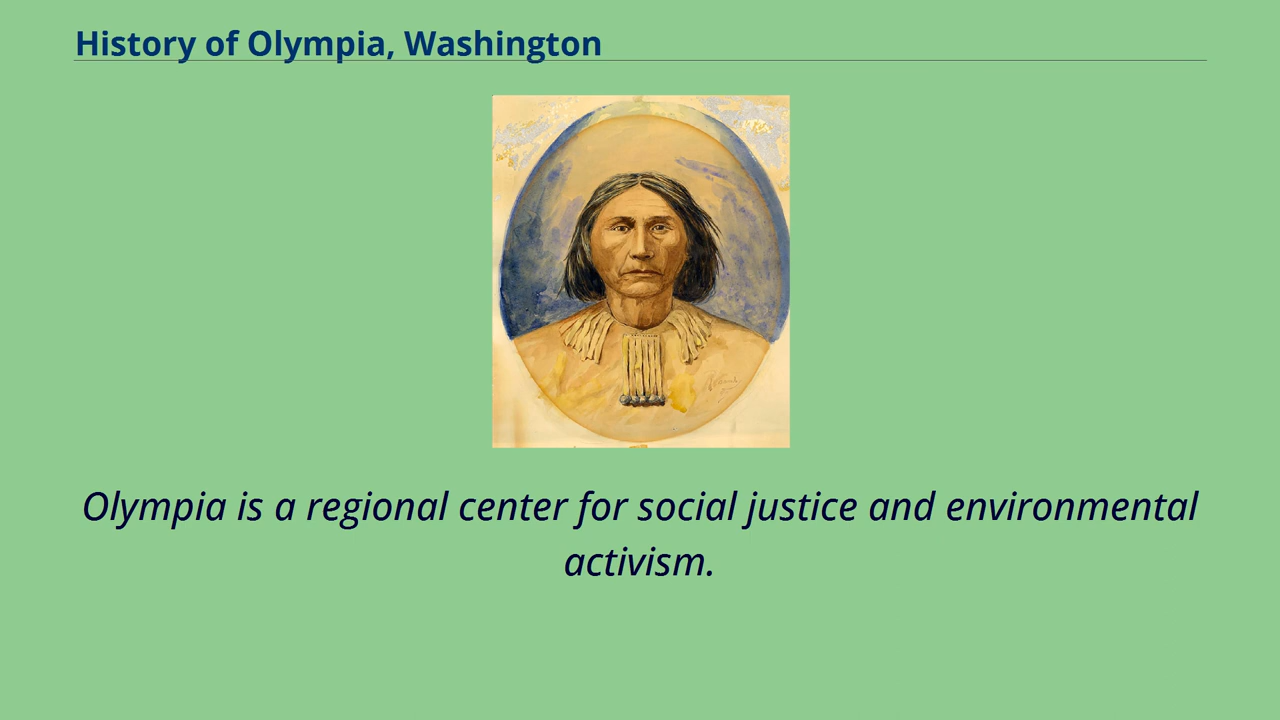 History of Olympia, Washington
Olympia is a regional center for social justice and environmental
activism.